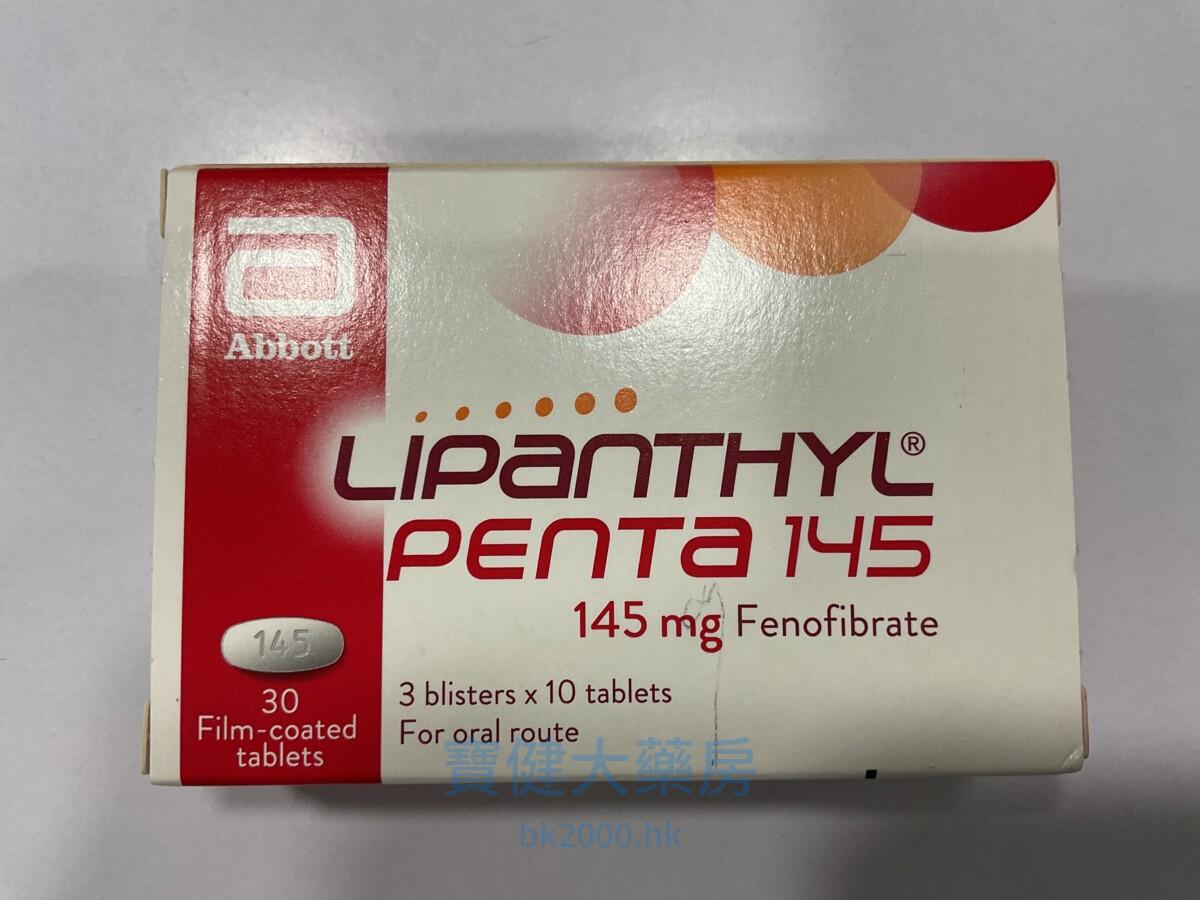 Abbott
LIPANTHYL®
PENTA 145
145 mg Fenofibrate
145
30
Film-coated
tablets
3 blisters x 10 tablets
For oral route
寶健大藥房
bk2000.hk